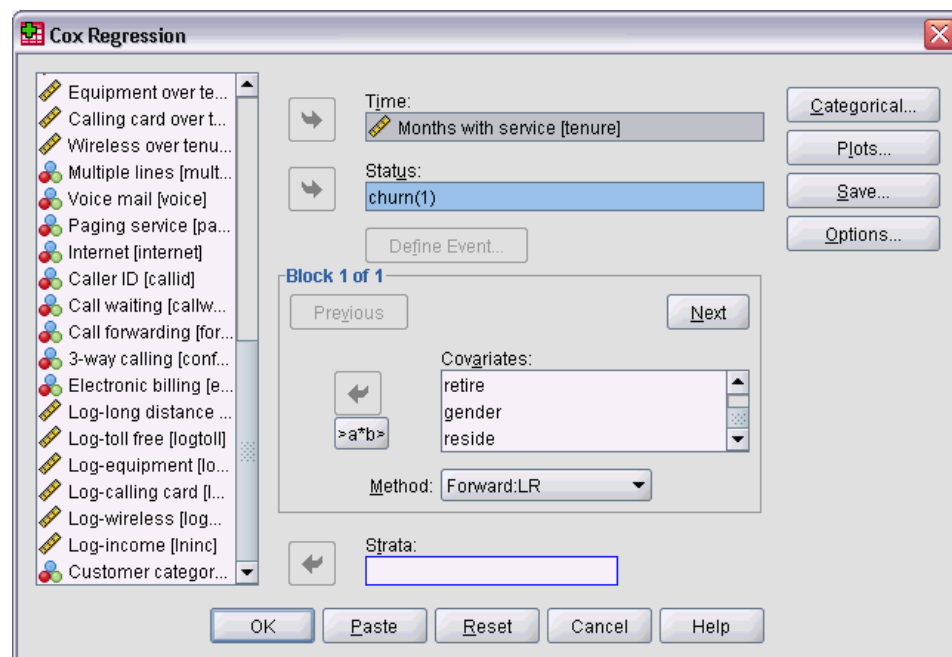 Cox Regression
Equipment over te...
Calling card over t...
Wireless over tenu...
Multiple lines [mult...
Voice mail [voice]
Paging service [pa...
Internet [internet]
Caller ID [callid]
Call waiting [callw...
Call forwarding [for...
3-way calling [conf...
Electronic billing [e...
Log-long distance ...
Log-toll free [logtoll]
Log-equipment [lo...
Log-calling card [l...
Log-wireless [log...
Log-income [lninc]
Customer categor...
Time:
Months with service [tenure]
Status:
churn(1)
Define Event...
Block 1 of 1
Previous
Next
Covariates:
retire
gender
reside
>a*b>
Method: Forward:LR
Strata:
Categorical...
Plots...
Save...
Options...
OK Paste Reset Cancel Help